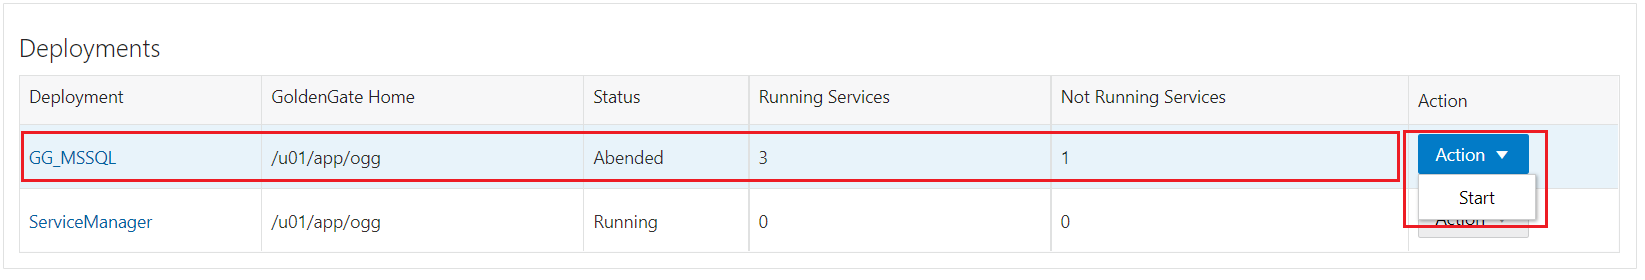 Deployments
Deployment GoldenGate Home Status Running Services Not Running Services Action
GG_MSSQL /u01/app/ogg Abended 3 1 Action
Start
ServiceManager /u01/app/ogg Running 0 0 Action